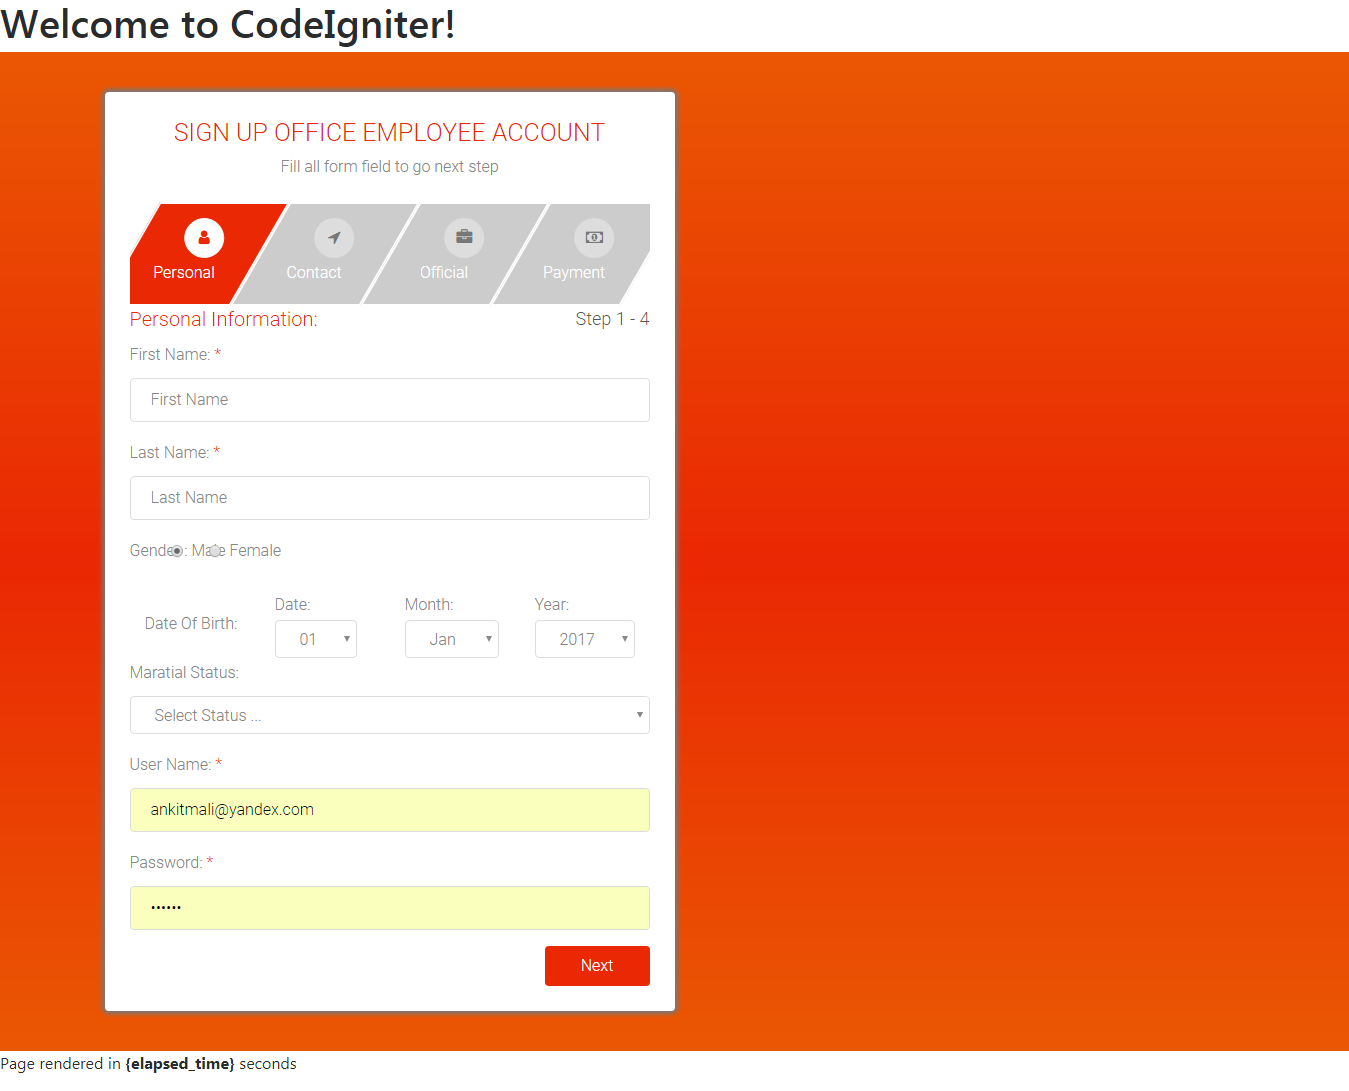 Welcome to CodeIgniter!
SIGN UP OFFICE EMPLOYEE ACCOUNT
Fill all form field to go next step
Personal Contact Official Payment
Personal Information: Step 1 - 4
First Name: *
First Name
Last Name: *
Last Name
Gender: Male Female
Date: Month: Year:
Date Of Birth:
01 Jan 2017
Maratial Status:
Select Status ...
User Name: *
ankitmali@yandex.com
Password: *
••••••
Next
Page rendered in {elapsed_time} seconds